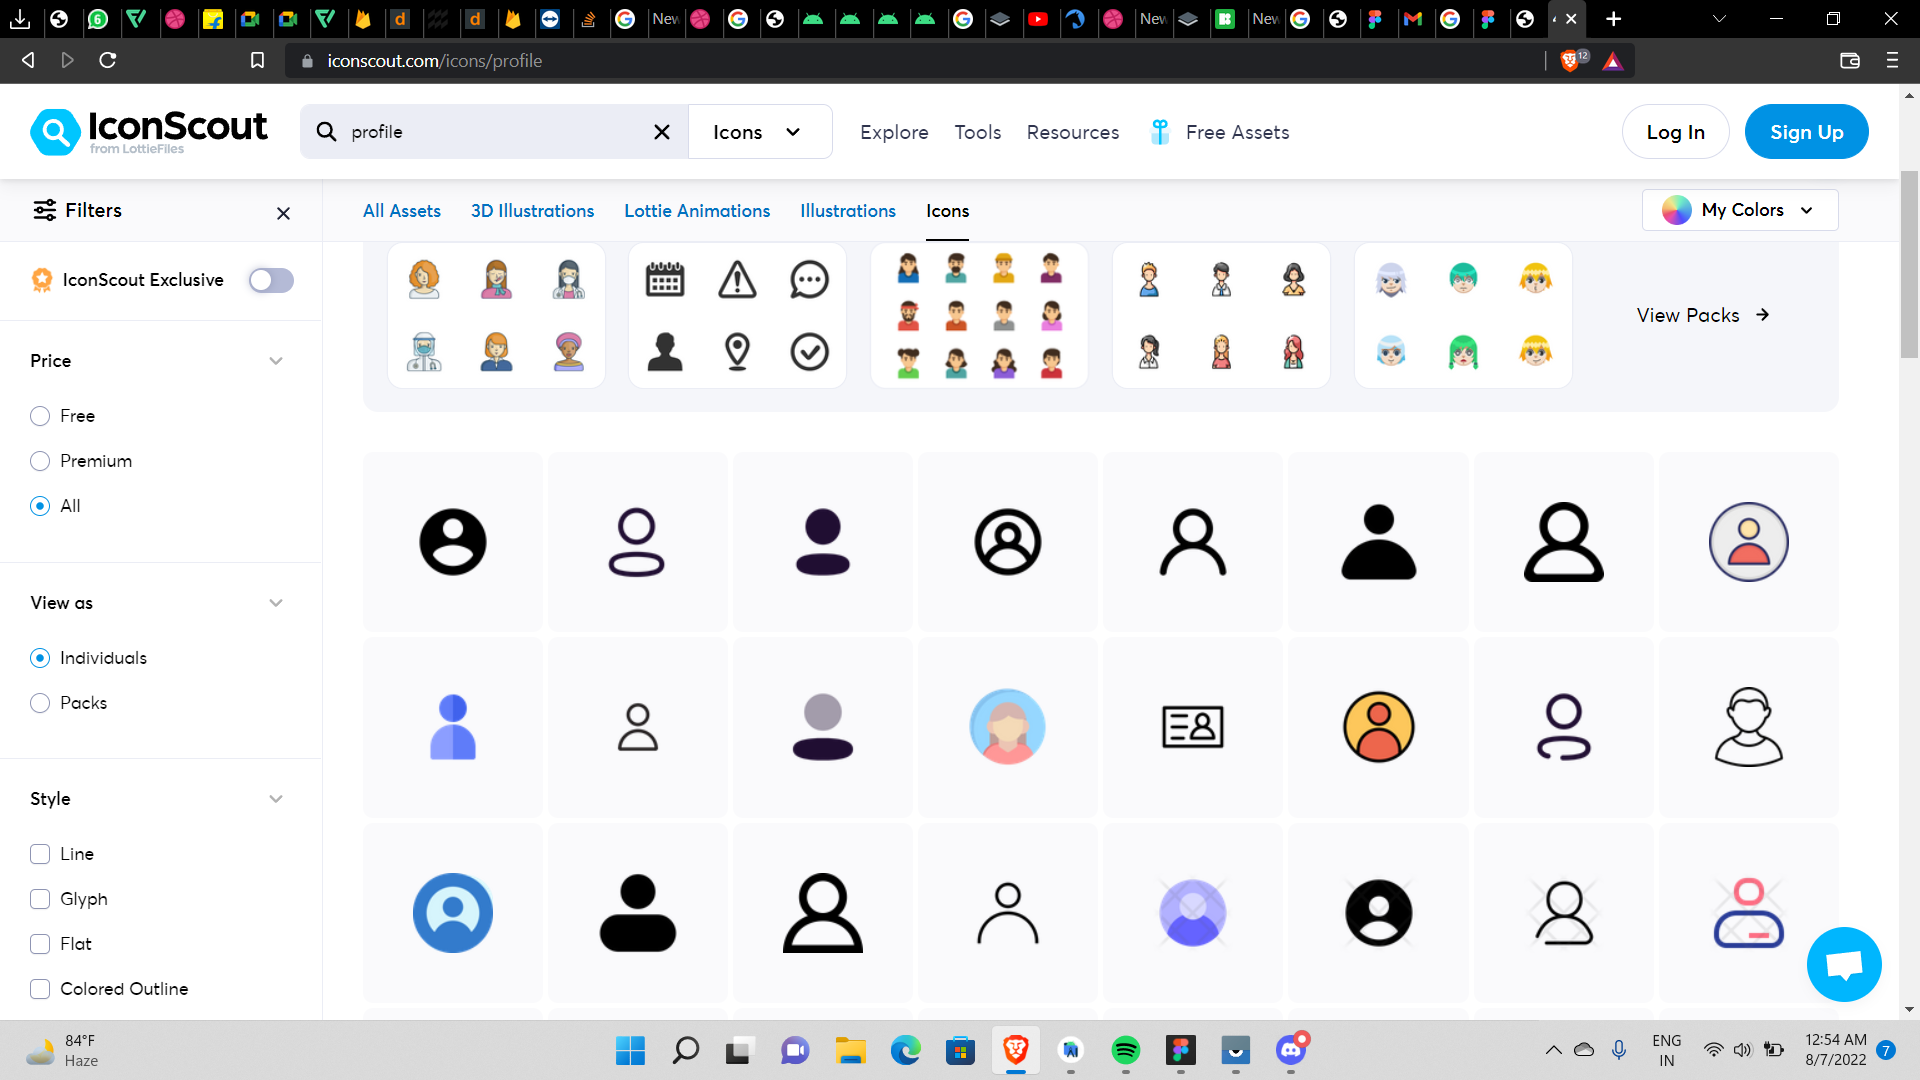 6
New
New
New
iconscout.com/icons/profile
12
IconScout
from LottieFiles
profile
Icons
Explore
Tools
Resources
Free Assets
Log In
Sign Up
Filters
All Assets
3D Illustrations
Lottie Animations
Illustrations
Icons
My Colors
IconScout Exclusive
View Packs
Price
Free
Premium
All
View as
Individuals
Packs
Style
Line
Glyph
Flat
Colored Outline
84°F
Haze
ENG
IN
12:54 AM
8/7/2022
7